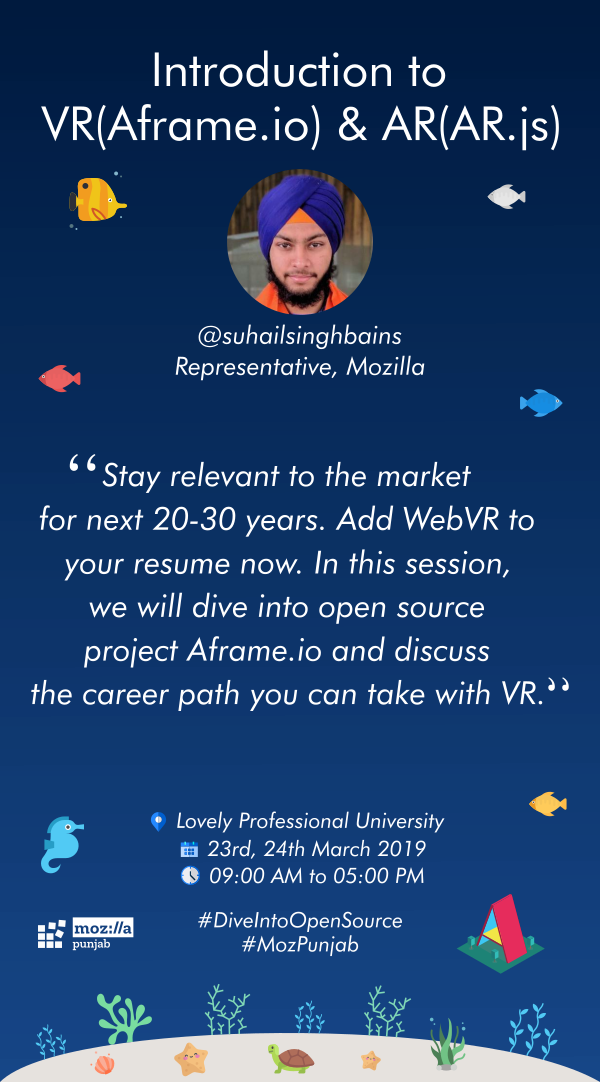 Introduction to
VR(Aframe.io) & AR(AR.js)
@suhailsinghbains
Representative, Mozilla
“Stay relevant to the market
for next 20-30 years. Add WebVR to
your resume now. In this session,
we will dive into open source
project Aframe.io and discuss
the career path you can take with VR.”
Lovely Professional University
23rd, 24th March 2019
09:00 AM to 05:00 PM
#DiveIntoOpenSource
#MozPunjab
moz://a
punjab